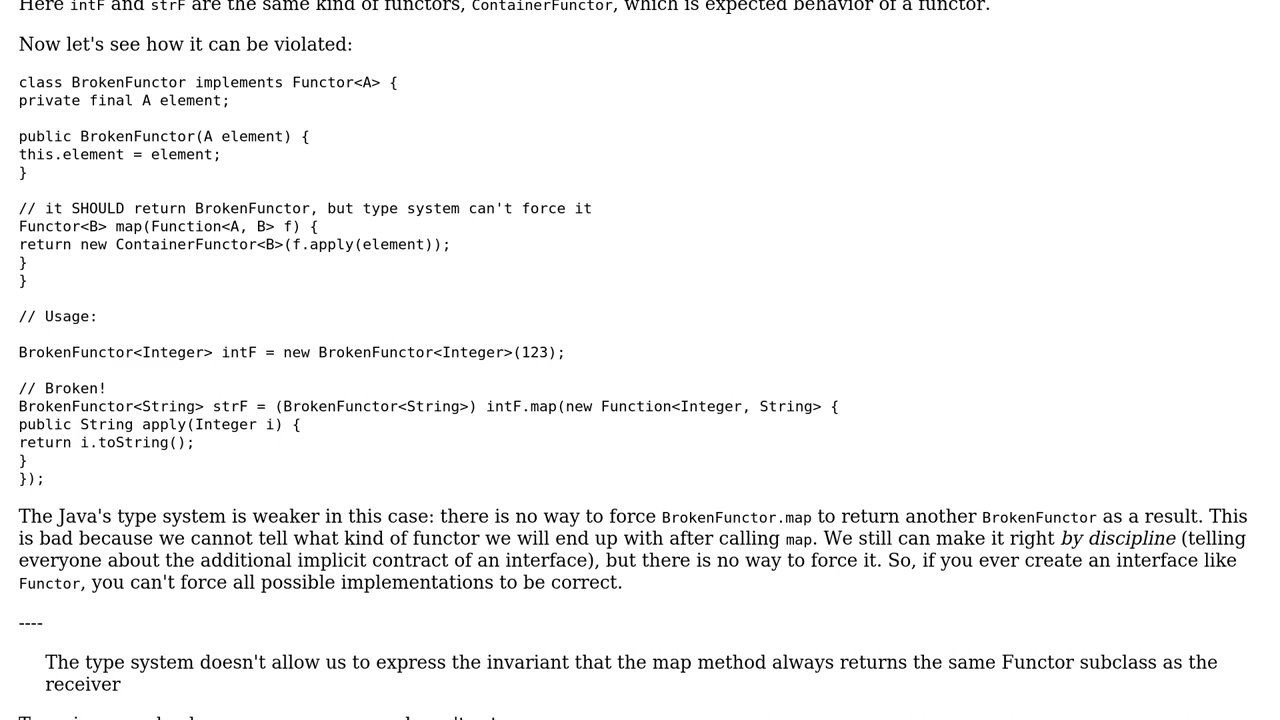 Here intF and strF are the same kind of functors, ContainerFunctor, which is expected behavior of a functor.
Now let's see how it can be violated:
class BrokenFunctor implements Functor<A> {
private final A element;
public BrokenFunctor(A element) {
this.element = element;
}
// it SHOULD return BrokenFunctor, but type system can't force it
Functor<B> map(Function<A, B> f) {
return new ContainerFunctor<B>(f.apply(element));
}
}
// Usage:
BrokenFunctor<Integer> intF = new BrokenFunctor<Integer>(123);
// Broken!
BrokenFunctor<String> strF = (BrokenFunctor<String>) intF.map(new Function<Integer, String> {
public String apply(Integer i) {
return i.toString();
}
});
The Java's type system is weaker in this case: there is no way to force BrokenFunctor.map to return another BrokenFunctor as a result. This
is bad because we cannot tell what kind of functor we will end up with after calling map. We still can make it right by discipline (telling
everyone about the additional implicit contract of an interface), but there is no way to force it. So, if you ever create an interface like
Functor, you can't force all possible implementations to be correct.
----
The type system doesn't allow us to express the invariant that the map method always returns the same Functor subclass as the
receiver